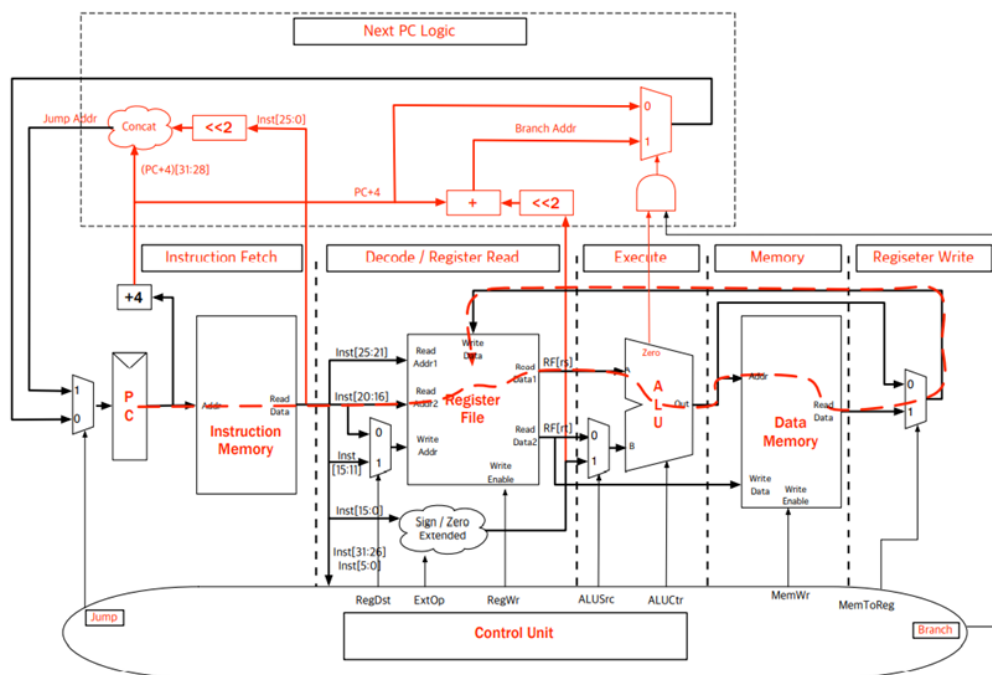 Next PC Logic
Jump Addr
Concat
<<2
Inst[25:0]
0
1
Branch Addr
(PC+4)[31:28]
PC+4
+
<<2
Instruction Fetch
Decode / Register Read
Execute
Memory
Regiseter Write
+4
1
0
P
C
Addr
Read
Data
Instruction
Memory
Inst[25:21]
Inst[20:16]
Inst
[15:11]
0
1
Inst[15:0]
Inst[31:26]
Inst[5:0]
Write
Data
Read
Addr1
Read
Addr2
Write
Addr
Register
File
Read
Data1
Read
Data2
Write
Enable
Sign / Zero
Extended
RF[rs]
RF[rt]
0
1
Zero
A
B
A
L
U
Out
Addr
Data
Memory
Read
Data
Write
Data
Write
Enable
0
1
RegDst
ExtOp
RegWr
ALUSrc
ALUCtr
MemWr
MemToReg
Jump
Control Unit
Branch